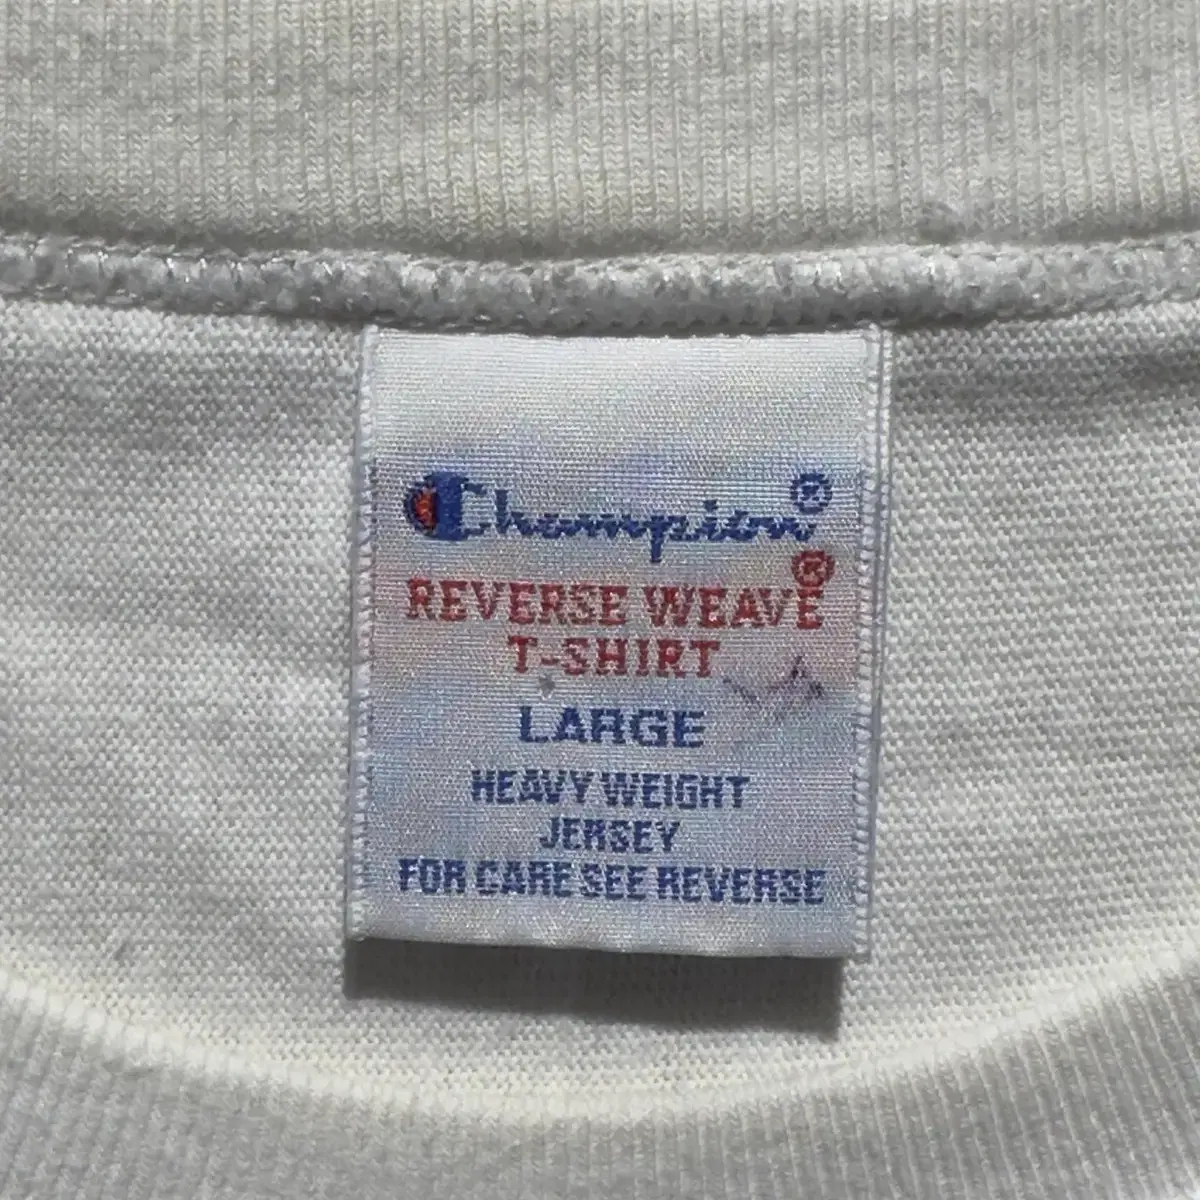 Champion®
REVERSE WEAVE®
T-SHIRT
LARGE
HEAVY WEIGHT
JERSEY
FOR CARE SEE REVERSE